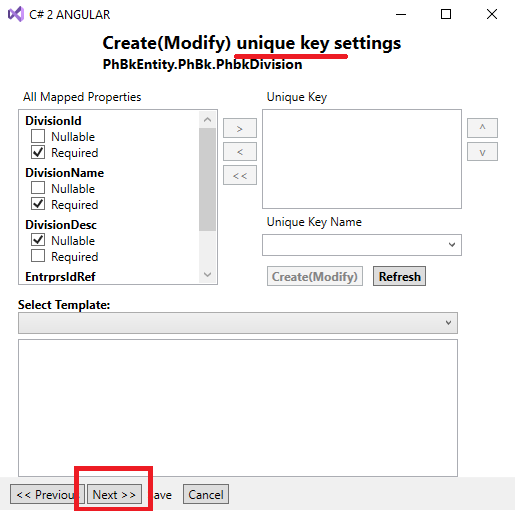 C# 2 ANGULAR
Create(Modify) unique key settings
PhBkEntity.PhBk.PhbkDivision
All Mapped Properties
Unique Key
DivisionId
Nullable
Required
DivisionName
Nullable
Required
DivisionDesc
Nullable
Required
EntrprsIdRef
>
<
<<
^
v
Unique Key Name
Create(Modify)
Refresh
Select Template:
<< Previous
Next >>
ave
Cancel